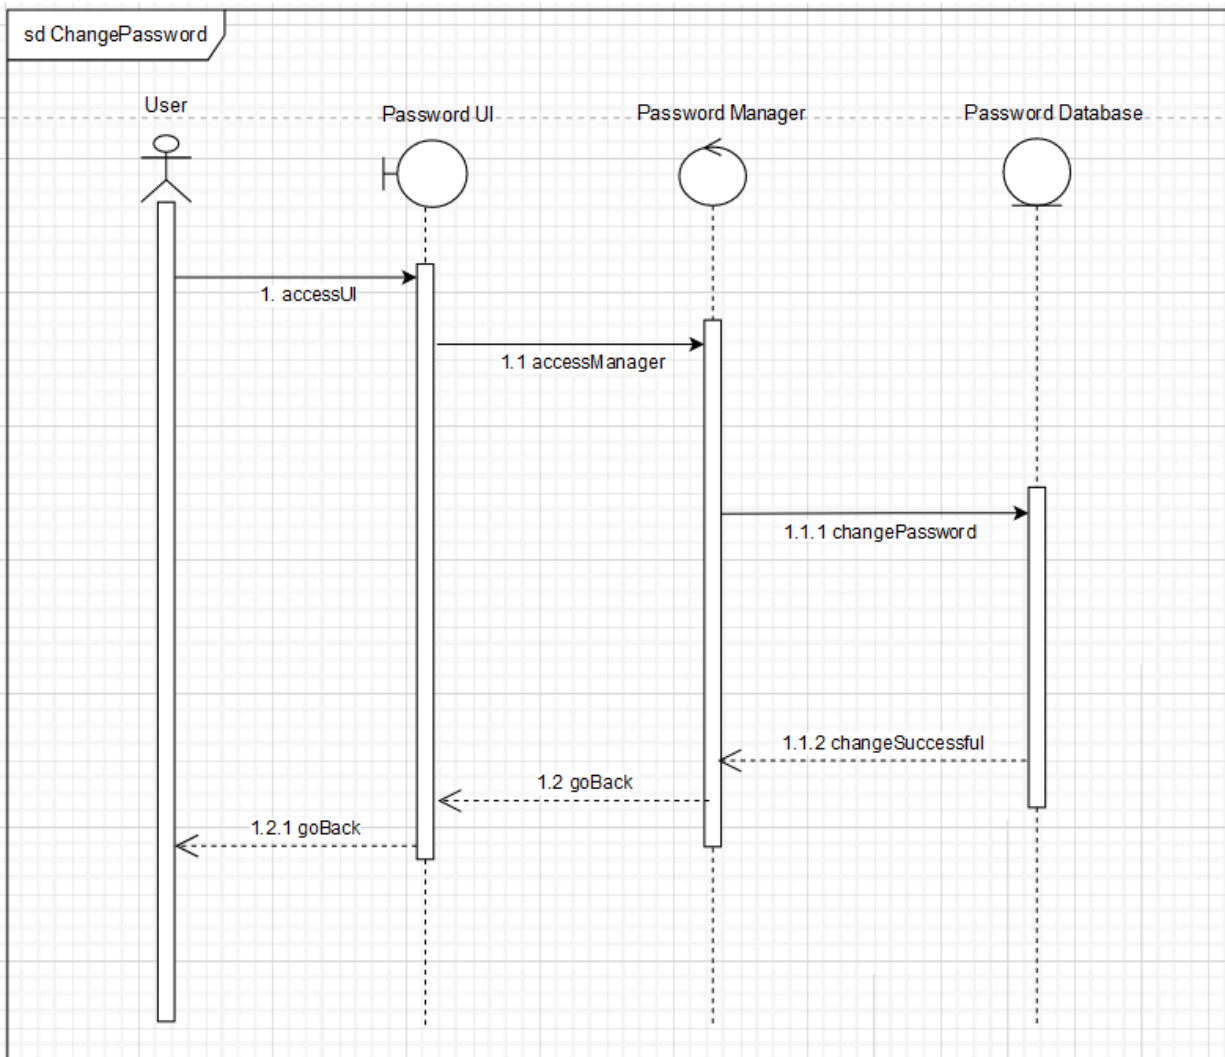 sd ChangePassword
User
Password UI
Password Manager
Password Database
1. accessUI
1.1 accessManager
1.1.1 changePassword
1.1.2 changeSuccessful
1.2 goBack
1.2.1 goBack